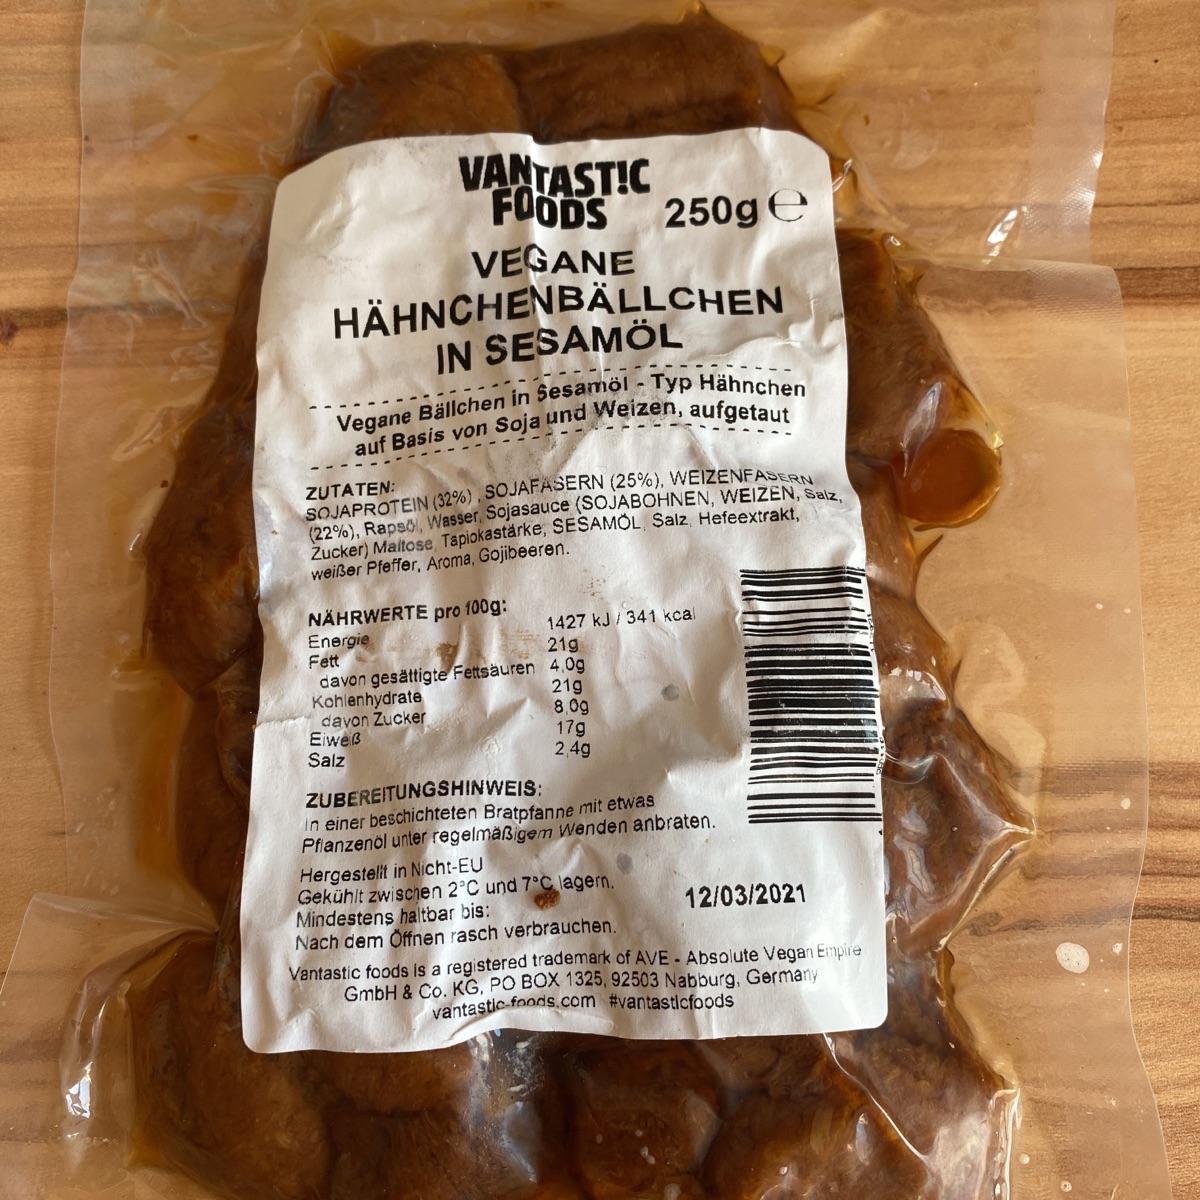 VANTAST!C
FOODS
250g ℮
VEGANE
HÄHNCHENBÄLLCHEN
IN SESAMÖL
Vegane Bällchen in Sesamöl - Typ Hähnchen
auf Basis von Soja und Weizen, aufgetaut
ZUTATEN:
SOJAPROTEIN (32%), SOJAFASERN (25%), WEIZENFASERN
(22%), Rapsöl, Wasser, Sojasauce (SOJABOHNEN, WEIZEN, Salz,
Zucker) Maltose, Tapiokastärke, SESAMÖL, Salz, Hefeextrakt,
weißer Pfeffer, Aroma, Gojibeeren.
NÄHRWERTE pro 100g:
Energie 1427 kJ / 341 kcal
Fett 21g
davon gesättigte Fettsäuren 4,0g
Kohlenhydrate 21g
davon Zucker 8,0g
Eiweiß 17g
Salz 2,4g
ZUBEREITUNGSHINWEIS:
In einer beschichteten Bratpfanne mit etwas
Pflanzenöl unter regelmäßigem Wenden anbraten.
Hergestellt in Nicht-EU
Gekühlt zwischen 2°C und 7°C lagern.
Mindestens haltbar bis: 12/03/2021
Nach dem Öffnen rasch verbrauchen.
Vantastic foods is a registered trademark of AVE - Absolute Vegan Empire
GmbH & Co. KG, PO BOX 1325, 92503 Nabburg, Germany
vantastic-foods.com #vantasticfoods